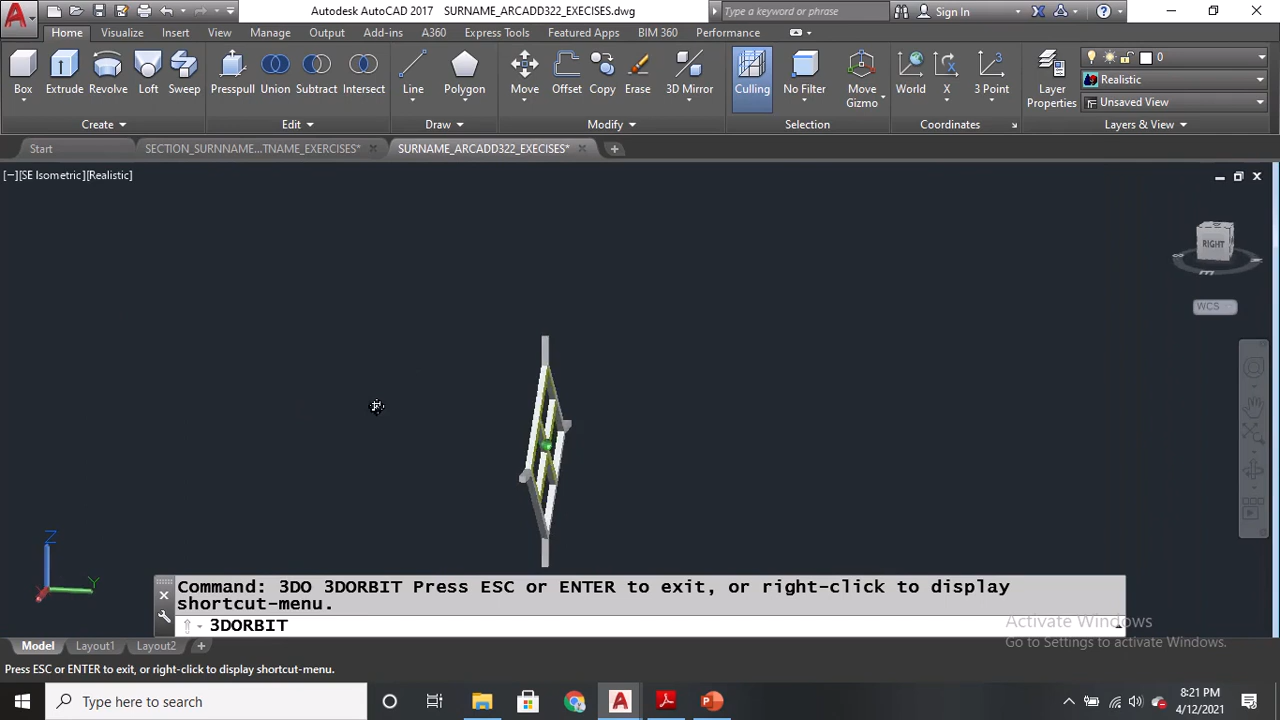 Autodesk AutoCAD 2017 SURNAME_ARCADD322_EXECISES.dwg
Type a keyword or phrase
Sign In
Home Visualize Insert View Manage Output Add-ins A360 Express Tools Featured Apps BIM 360 Performance
Box Extrude Revolve Loft Sweep Presspull Union Subtract Intersect Line Polygon Move Offset Copy Erase 3D Mirror Culling No Filter Move Gizmo World X 3 Point Layer Properties
0
Realistic
Unsaved View
Create Edit Draw Modify Selection Coordinates Layers & View
Start SECTION_SURNNAME...TNAME_EXERCISES* SURNAME_ARCADD322_EXECISES*
[−][SE Isometric][Realistic]
RIGHT
WCS
Z
Y
Command: 3DO 3DORBIT Press ESC or ENTER to exit, or right-click to display
shortcut-menu.
3DORBIT
Activate Windows
Go to Settings to activate Windows.
Model Layout1 Layout2
Press ESC or ENTER to exit, or right-click to display shortcut-menu.
Type here to search
8:21 PM
4/12/2021